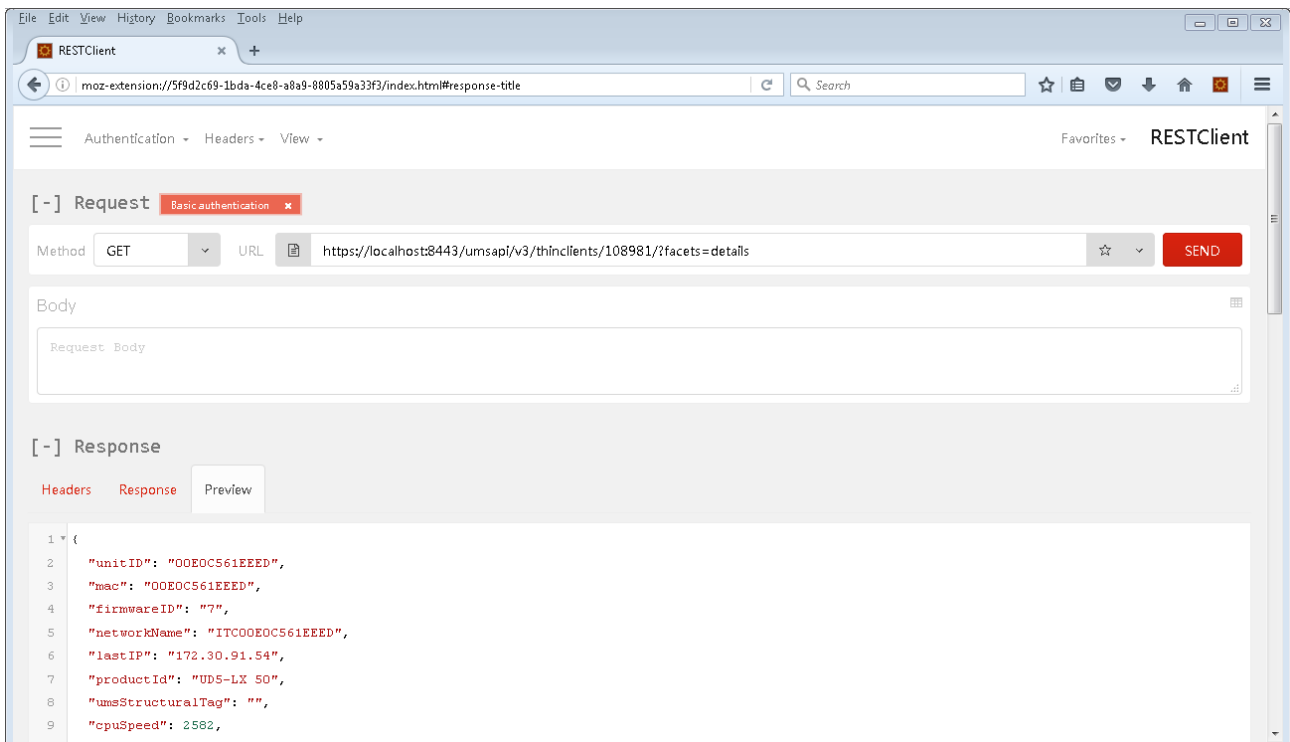 File Edit View History Bookmarks Tools Help
RESTClient × +
moz-extension://5f9d2c69-1bda-4ce8-a8a9-8805a59a33f3/index.html#response-title Search
Authentication Headers View Favorites RESTClient
[-] Request Basic authentication ×
Method GET URL https://localhost:8443/umsapi/v3/thinclients/108981/?facets=details SEND
Body
Request Body
[-] Response
Headers Response Preview
1 {
2 "unitID": "00E0C561EEED",
3 "mac": "00E0C561EEED",
4 "firmwareID": "7",
5 "networkName": "ITC00E0C561EEED",
6 "lastIP": "172.30.91.54",
7 "productId": "UD5-LX 50",
8 "umsStructuralTag": "",
9 "cpuSpeed": 2582,